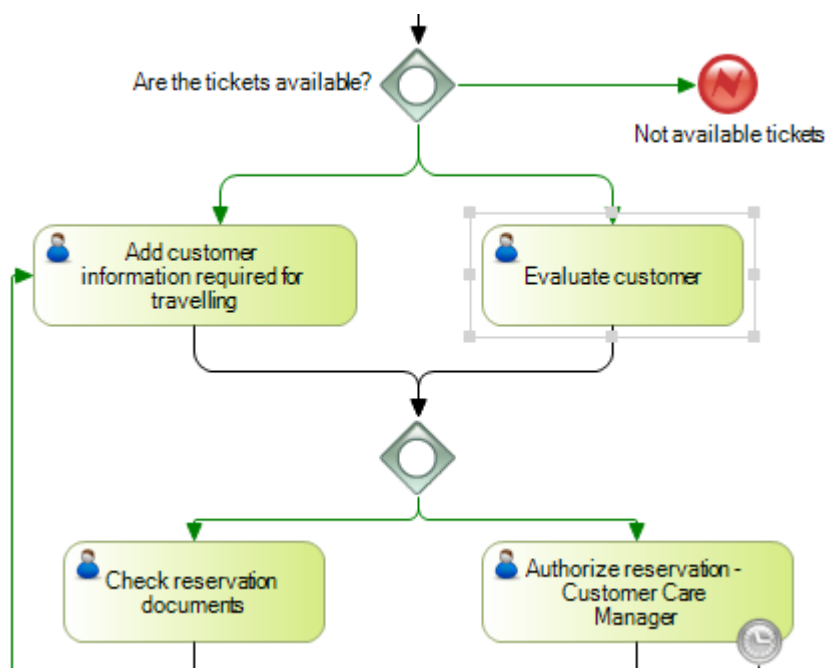 Are the tickets available?
Not available tickets
Add customer
information required for
travelling
Evaluate customer
Check reservation
documents
Authorize reservation -
Customer Care
Manager